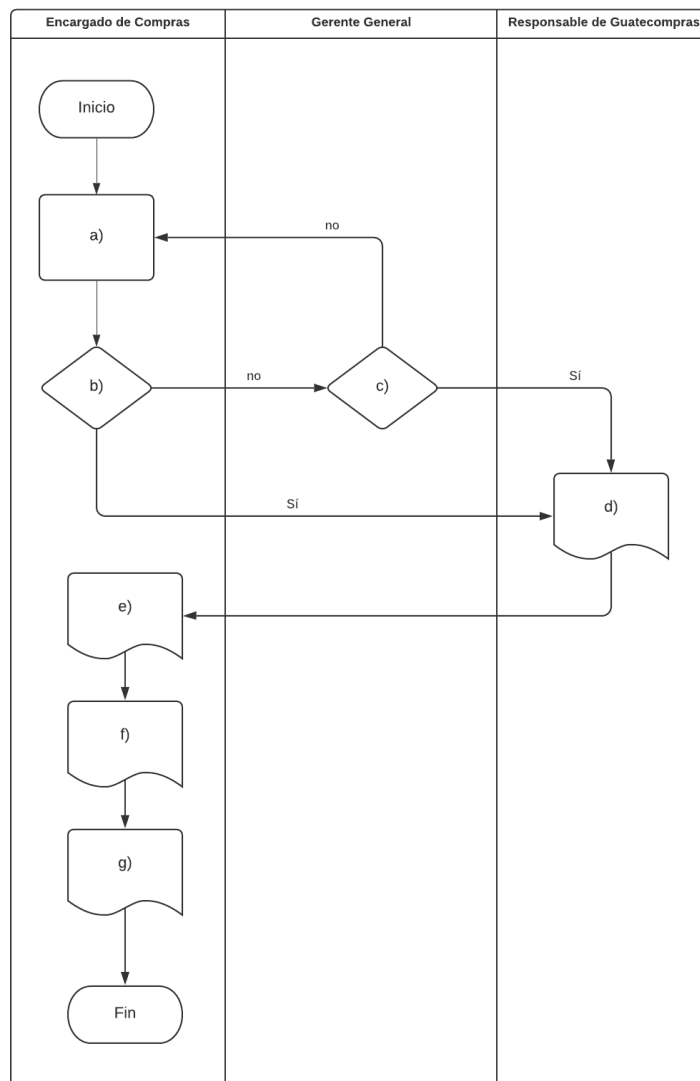 Encargado de Compras
Gerente General
Responsable de Guatecompras
Inicio
a)
no
b)
no
c)
Sí
Sí
d)
e)
f)
g)
Fin